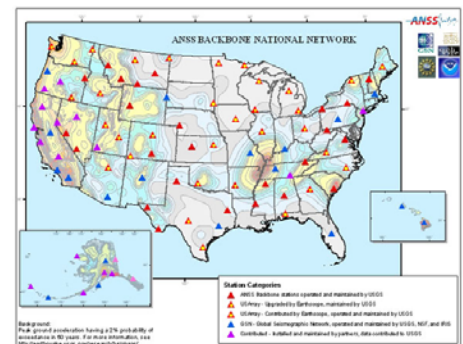 ANSS USA
ANSS BACKBONE NATIONAL NETWORK
GSN
Station Categories
ANSS Backbone stations operated and maintained by USGS
USArray - Upgraded by Earthscope, maintained by USGS
USArray - Contributed by Earthscope, operated and maintained by USGS
GSN - Global Seismographic Network, operated and maintained by USGS, NSF, and IRIS
Contributed - Installed and maintained by partners, data contributed to USGS
Background:
Peak ground acceleration having a 2% probability of
exceedance in 50 years. For more information, see